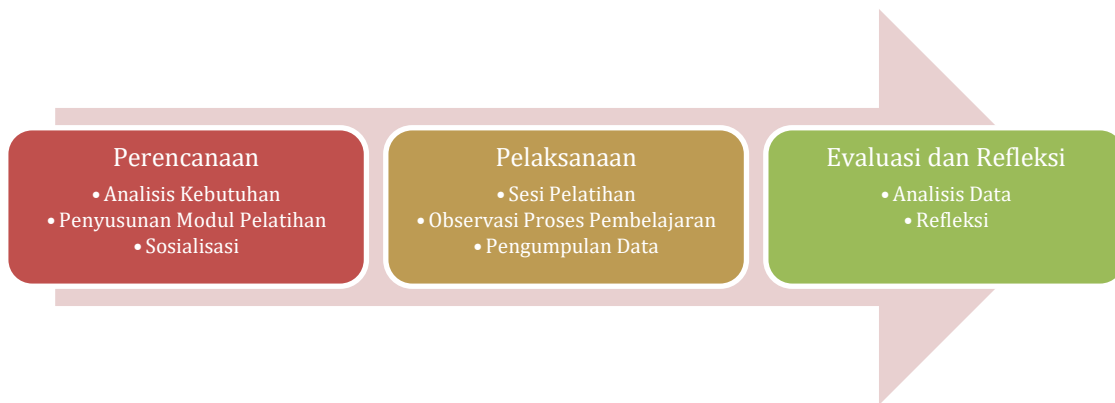 Perencanaan
• Analisis Kebutuhan
• Penyusunan Modul Pelatihan
• Sosialisasi
Pelaksanaan
• Sesi Pelatihan
• Observasi Proses Pembelajaran
• Pengumpulan Data
Evaluasi dan Refleksi
• Analisis Data
• Refleksi